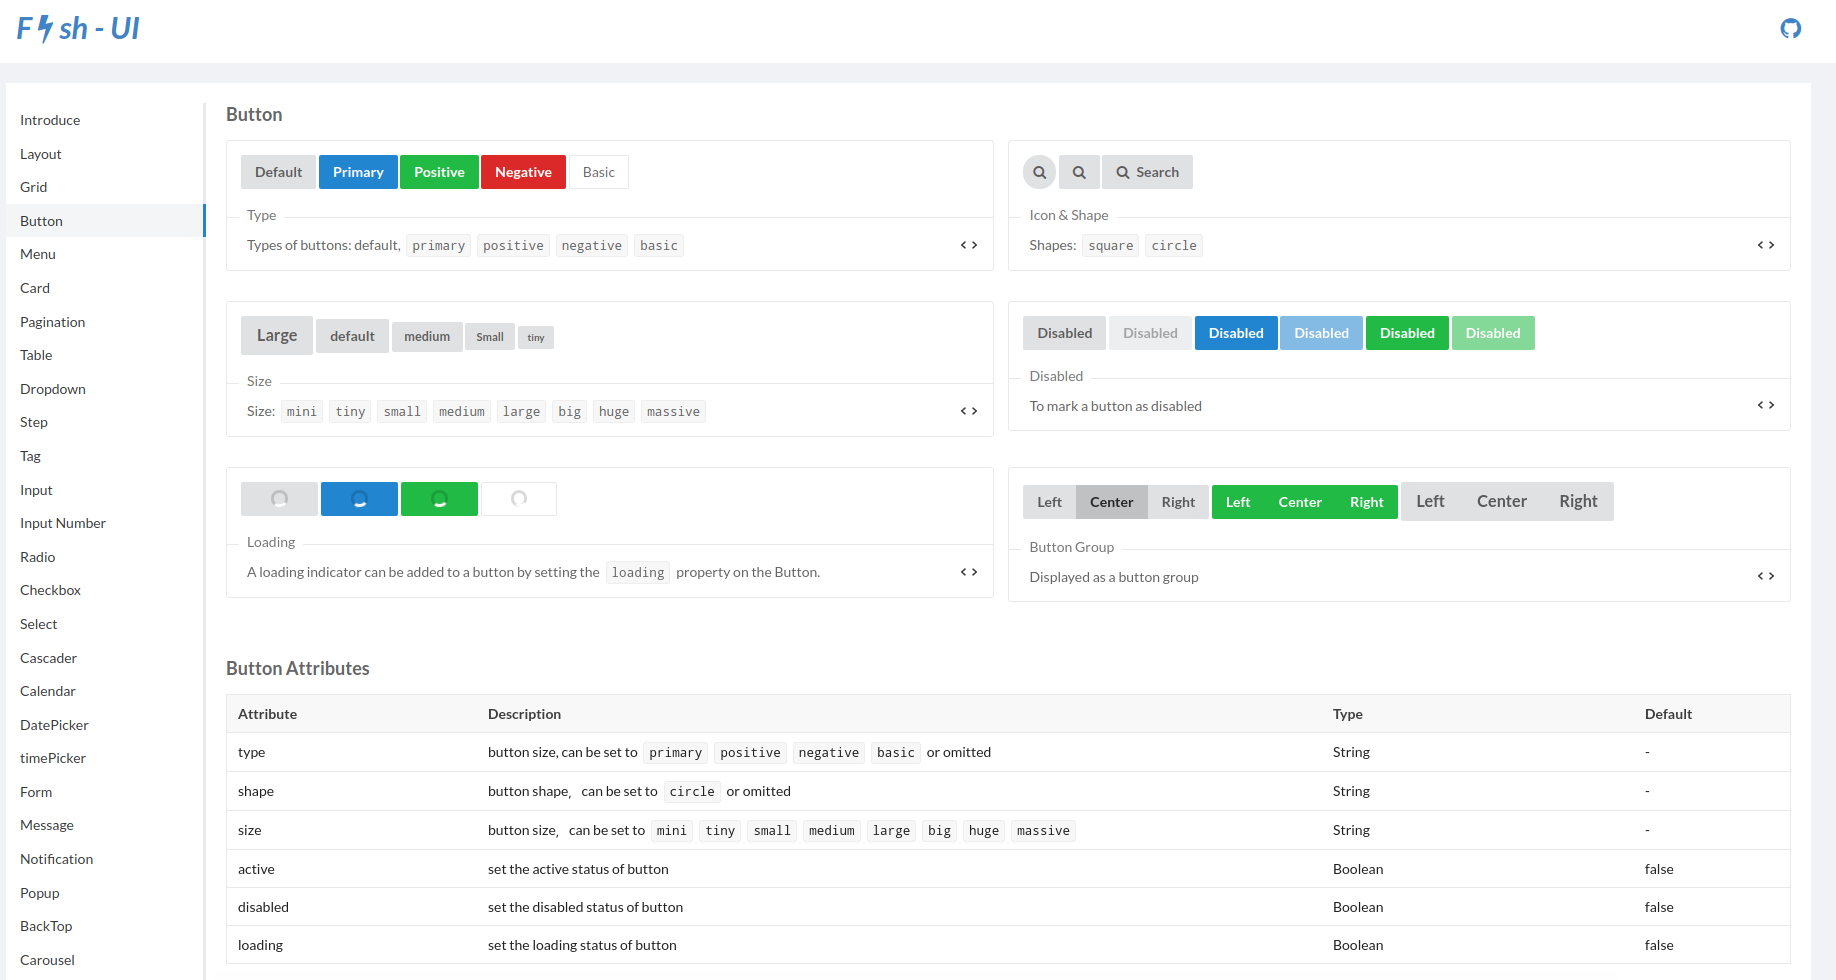 F sh - UI
Introduce
Layout
Grid
Button
Menu
Card
Pagination
Table
Dropdown
Step
Tag
Input
Input Number
Radio
Checkbox
Select
Cascader
Calendar
DatePicker
timePicker
Form
Message
Notification
Popup
BackTop
Carousel
Button
Default Primary Positive Negative Basic
Type
Types of buttons: default, primary positive negative basic
Search
Icon & Shape
Shapes: square circle
Large default medium Small tiny
Size
Size: mini tiny small medium large big huge massive
Disabled Disabled Disabled Disabled Disabled Disabled
Disabled
To mark a button as disabled
Loading
A loading indicator can be added to a button by setting the loading property on the Button.
Left Center Right Left Center Right Left Center Right
Button Group
Displayed as a button group
Button Attributes
Attribute Description Type Default
type button size, can be set to primary positive negative basic or omitted String -
shape button shape， can be set to circle or omitted String -
size button size， can be set to mini tiny small medium large big huge massive String -
active set the active status of button Boolean false
disabled set the disabled status of button Boolean false
loading set the loading status of button Boolean false